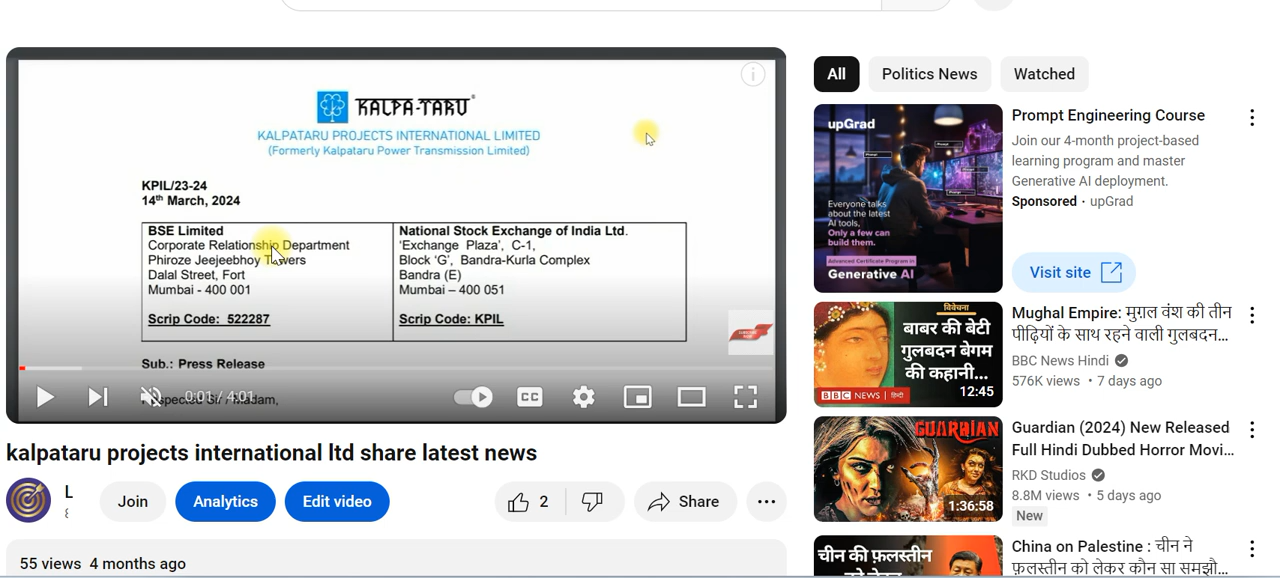 KALPA-TARU
KALPATARU PROJECTS INTERNATIONAL LIMITED
(Formerly Kalpataru Power Transmission Limited)
KPIL/23-24
14th March, 2024
BSE Limited
Corporate Relationship Department
Phiroze Jeejeebhoy Towers
Dalal Street, Fort
Mumbai - 400 001
Scrip Code: 522287
National Stock Exchange of India Ltd.
'Exchange Plaza', C-1,
Block 'G', Bandra-Kurla Complex
Bandra (E)
Mumbai – 400 051
Scrip Code: KPIL
Sub.: Press Release
0:01 / 4:01
CC
kalpataru projects international ltd share latest news
L
Join
Analytics
Edit video
2
Share
55 views 4 months ago
All
Politics News
Watched
upGrad
Prompt
Everyone talks
about the latest
AI tools,
Only a few can
build them.
Advanced Certificate Program in
Generative AI
Prompt Engineering Course
Join our 4-month project-based
learning program and master
Generative AI deployment.
Sponsored · upGrad
Visit site
विवेचना
बाबर की बेटी
गुलबदन बेगम
की कहानी...
BBC NEWS हिन्दी
12:45
Mughal Empire: मुग़ल वंश की तीन
पीढ़ियों के साथ रहने वाली गुलबदन...
BBC News Hindi
576K views • 7 days ago
GUARDIAN
1:36:58
Guardian (2024) New Released
Full Hindi Dubbed Horror Movi...
RKD Studios
8.8M views • 5 days ago
New
चीन की फ़लस्तीन
China on Palestine : चीन ने
फ़लस्तीन को लेकर कौन सा समझौ...